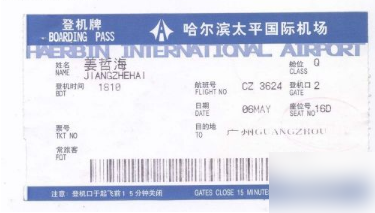 登机牌 哈尔滨太平国际机场
BOARDING PASS
HAERBIN INTERNATIONAL AIRPORT
姓名 姜哲海 舱位 Q
NAME JIANGZHEHAI CLASS
登机时间 1810 航班号 CZ 3624 登机口 2
BDT FLIGHT NO GATE
日期 06MAY 座位号 16D
DATE SEAT NO
票号 目的地 广州GUANGZHOU
TKT NO TO
常旅客
FQT
注意：登机口于起飞前15分钟关闭 GATES CLOSE 15 MINUTE